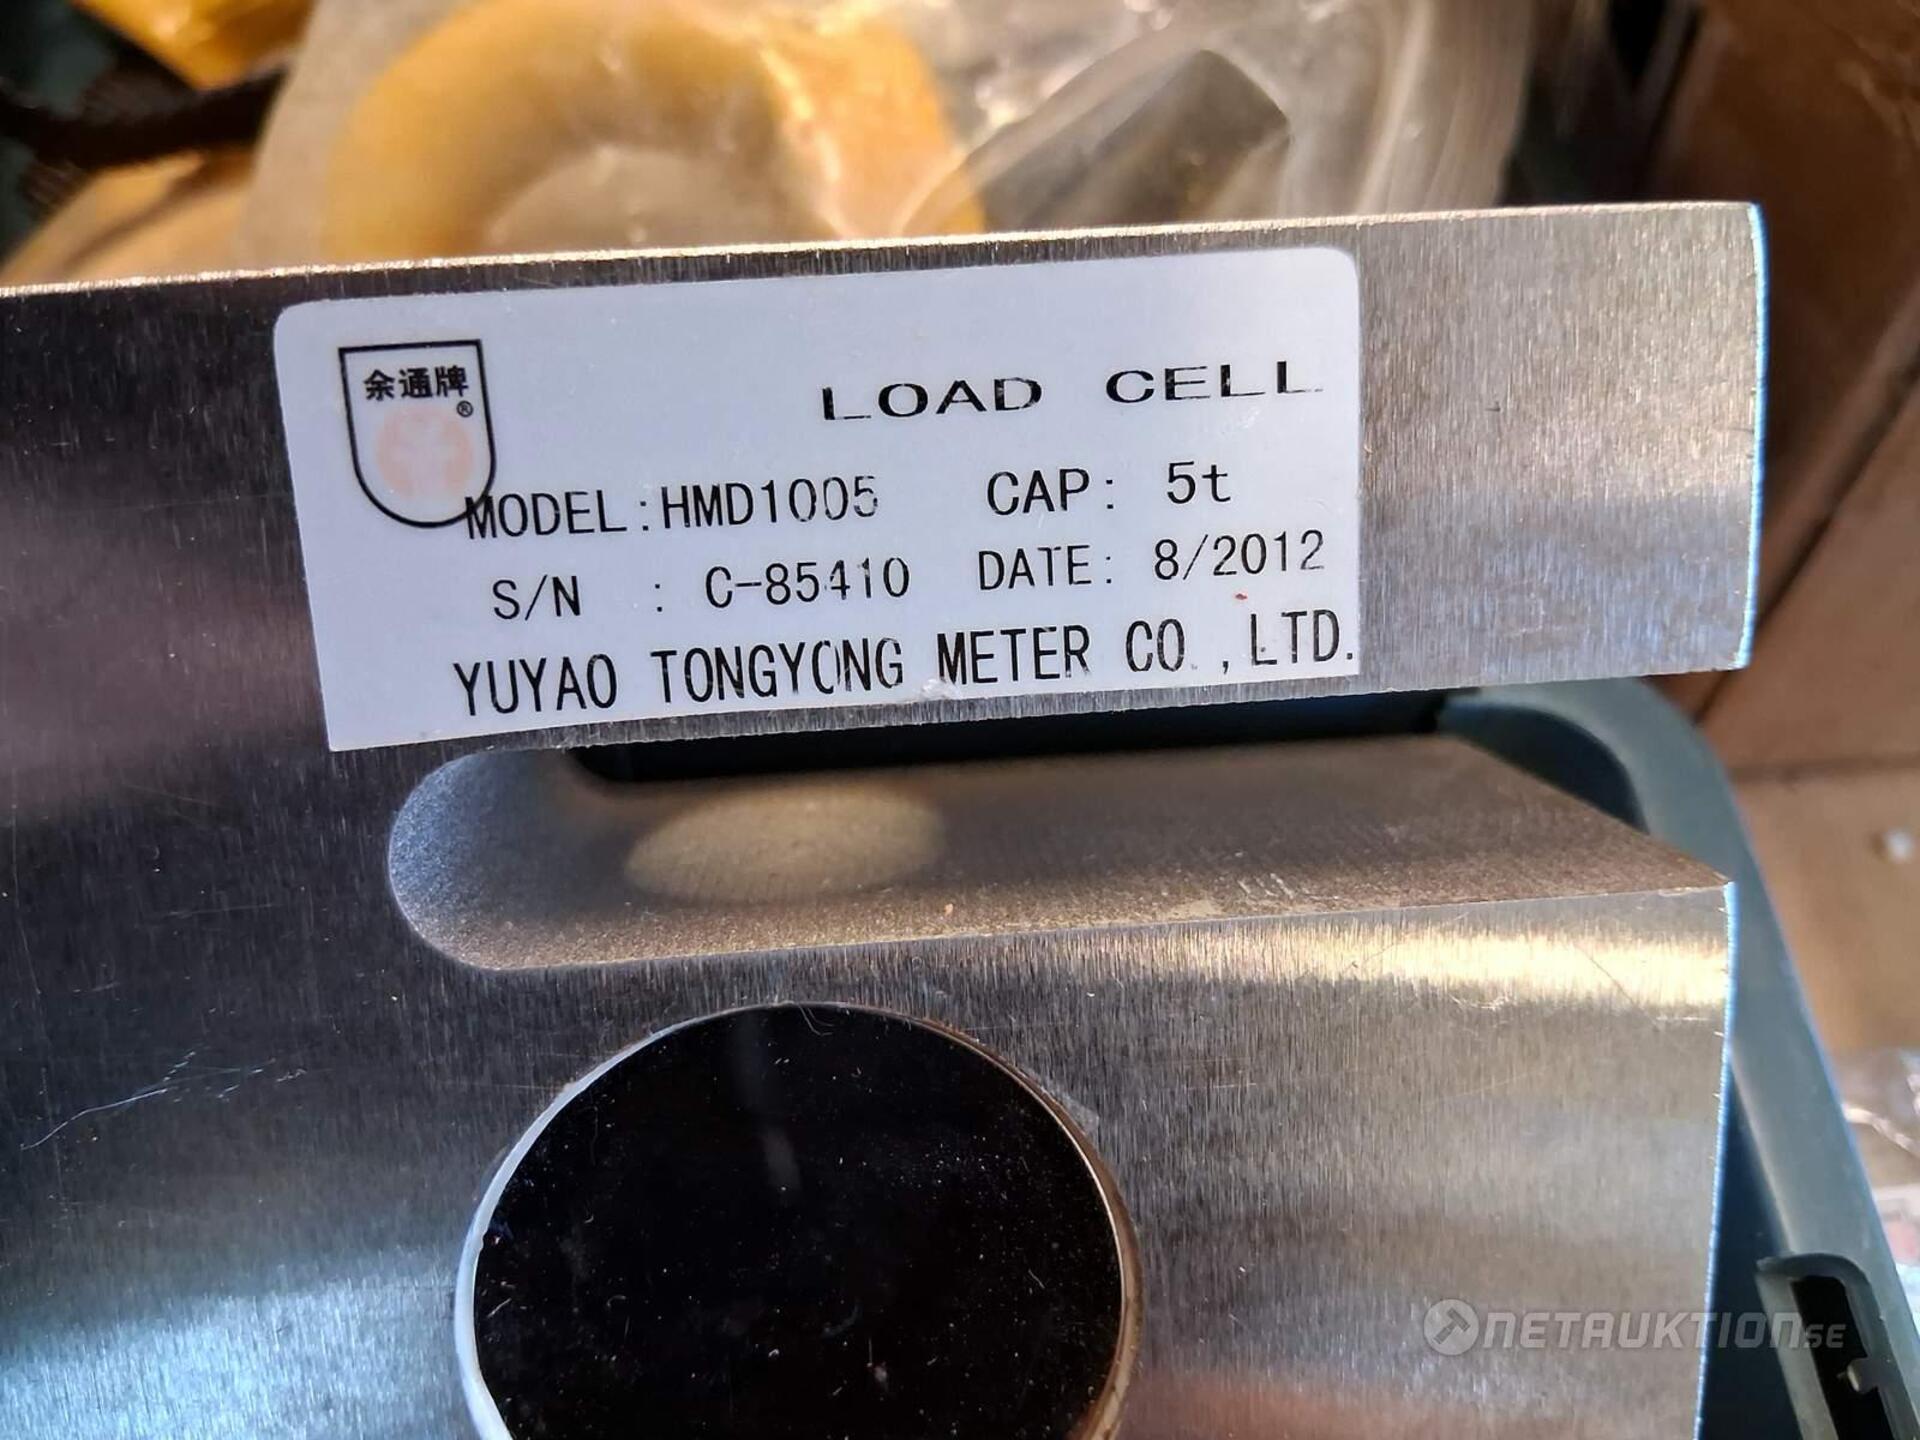 余通牌
®
LOAD CELL
MODEL:HMD1005 CAP: 5t
S/N : C-85410 DATE: 8/2012
YUYAO TONGYONG METER CO.,LTD.
NETAUKTION.SE